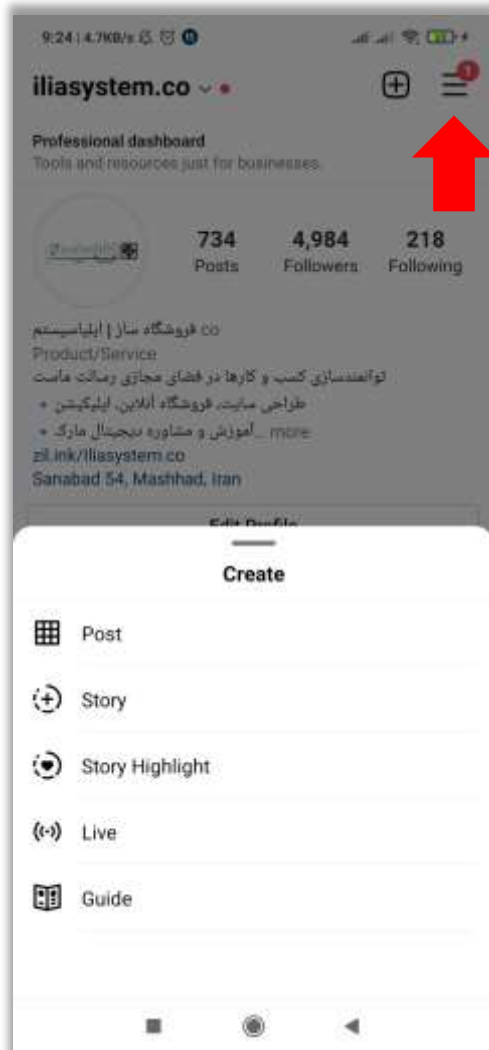 9:24 | 4.7KB/s
iliasystem.co
1
Professional dashboard
Tools and resources just for businesses.
734
4,984
218
Posts
Followers
Following
co فروشگاه ساز | ایلیاسیستم
Product/Service
توانمندسازی کسب و کارها در فضای مجازی رسالت ماست
طراحی سایت، فروشگاه آنلاین، اپلیکیشن
آموزش و مشاوره دیجیتال مارک... more
zil.ink/iliasystem.co
Sanabad 54, Mashhad, Iran
Edit Profile
Create
Post
Story
Story Highlight
Live
Guide